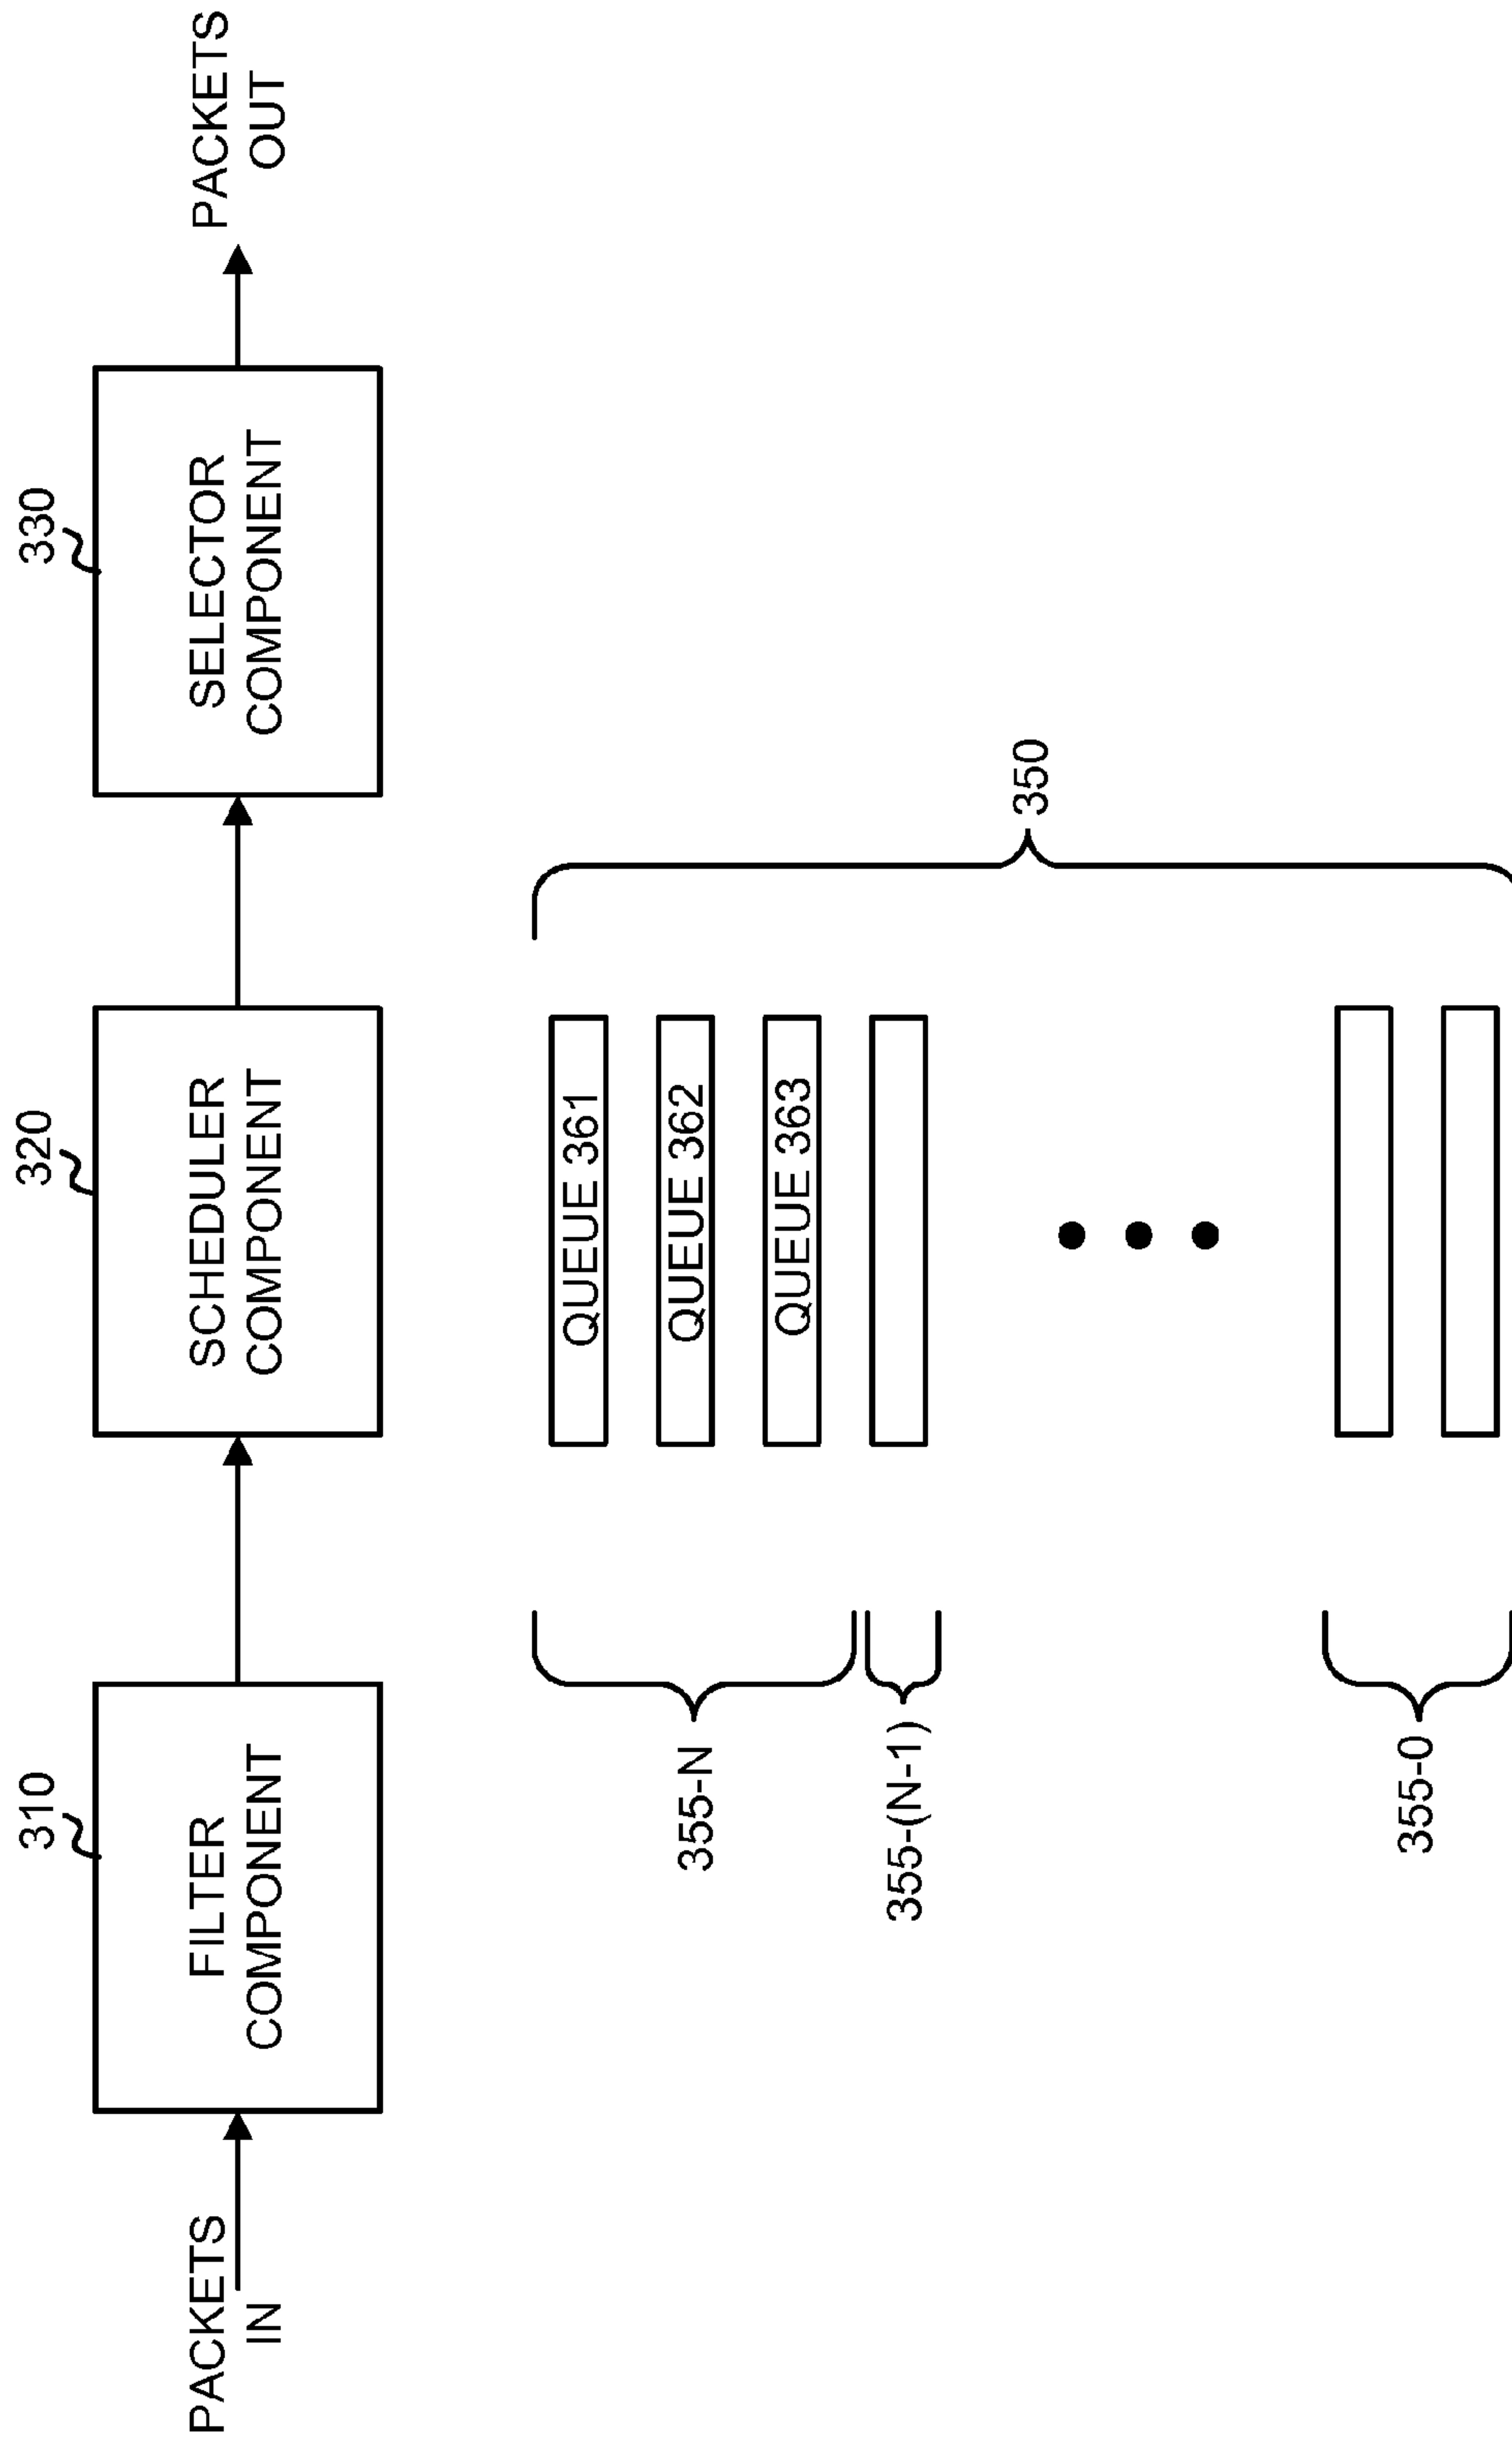 310
320
330
PACKETS
IN
FILTER
COMPONENT
SCHEDULER
COMPONENT
SELECTOR
COMPONENT
PACKETS
OUT
355-N
QUEUE 361
QUEUE 362
QUEUE 363
355-(N-1)
350
355-0